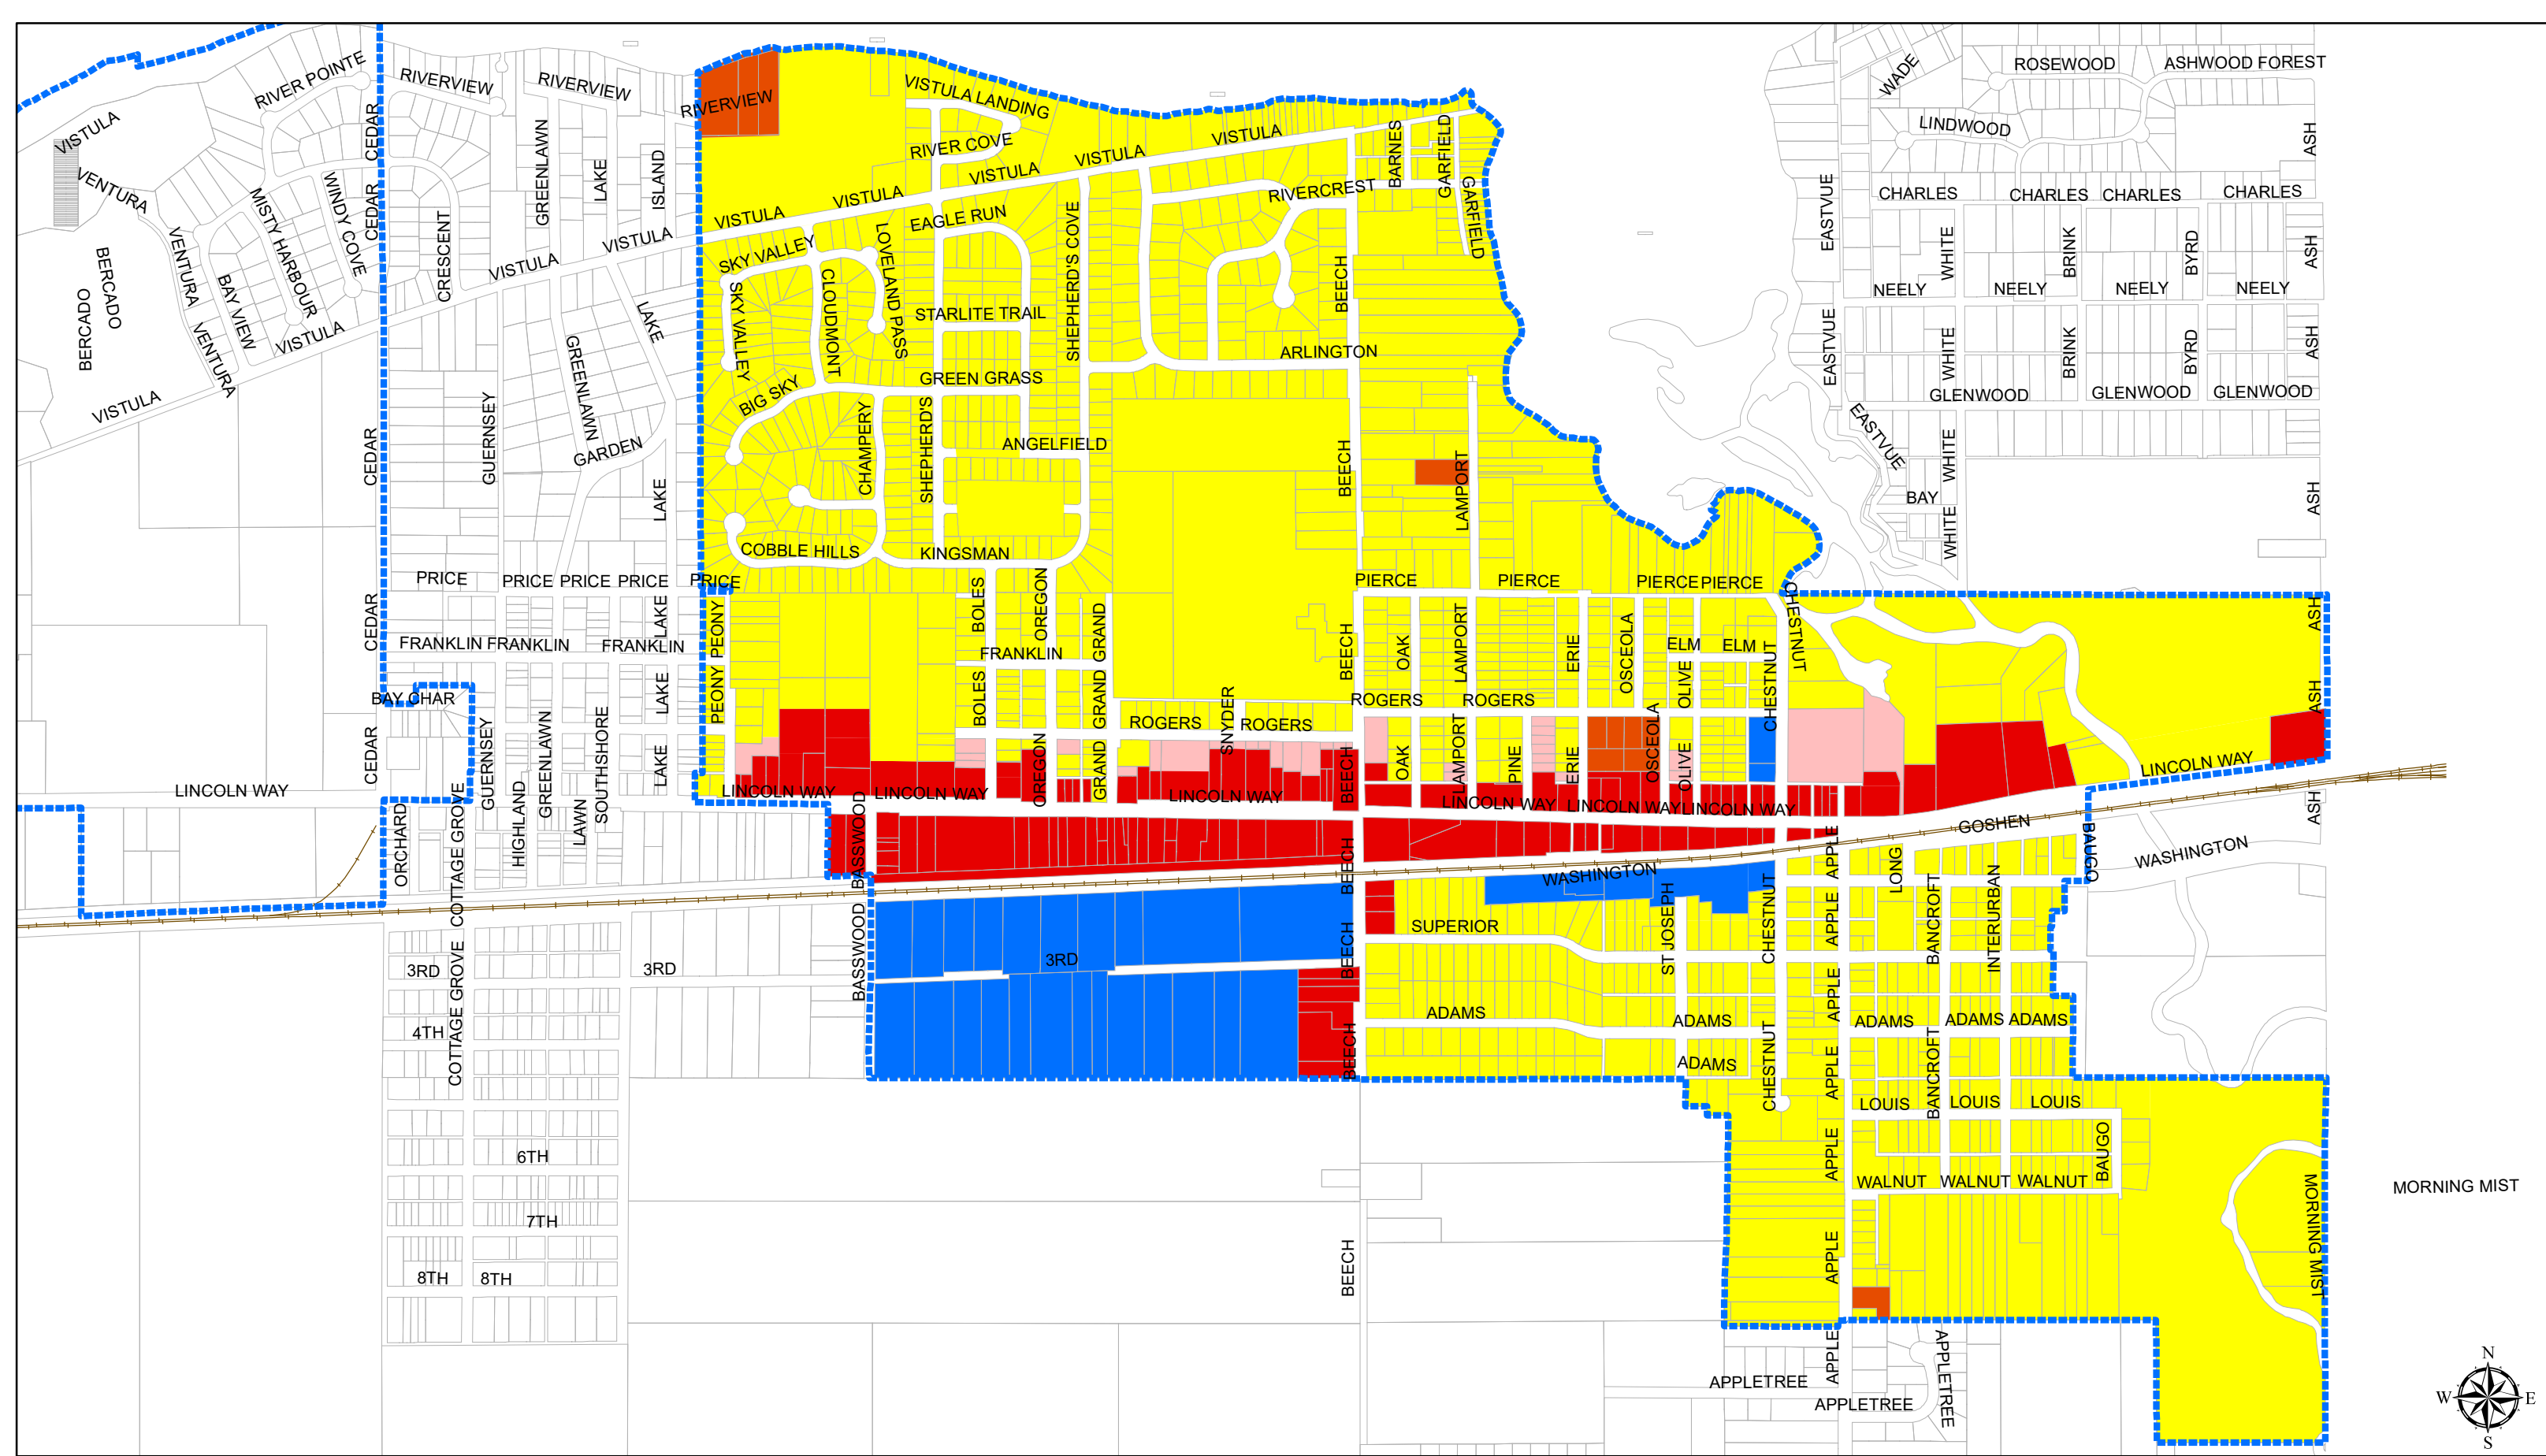 RIVER POINTE
RIVERVIEW
RIVERVIEW
RIVERVIEW
VISTULA LANDING
WADE
ROSEWOOD
ASHWOOD FOREST
VISTULA
CEDAR
GREENLAWN
LAKE
ISLAND
RIVER COVE
VISTULA
VISTULA
VISTULA
BARNES
GARFIELD
LINDWOOD
ASH
VENTURA
MISTY HARBOUR
WINDY COVE
CEDAR
CRESCENT
VISTULA
VISTULA
EAGLE RUN
RIVERCREST
GARFIELD
EASTVUE
CHARLES
CHARLES
CHARLES
CHARLES
BERCADO
BERCADO
VENTURA
BAY VIEW
VENTURA
VISTULA
VISTULA
VISTULA
SKY VALLEY
SKY VALLEY
CLOUDMONT
LOVELAND PASS
SHEPHERD'S COVE
BEECH
WHITE
BRINK
BYRD
ASH
NEELY
NEELY
NEELY
NEELY
LAKE
STARLITE TRAIL
ARLINGTON
EASTVUE
WHITE
BRINK
BYRD
ASH
VISTULA
GREENLAWN
BIG SKY
GREEN GRASS
GLENWOOD
GLENWOOD
GLENWOOD
CEDAR
GUERNSEY
GARDEN
CHAMPERY
SHEPHERD'S
ANGELFIELD
BEECH
LAMPORT
EASTVUE
WHITE
BAY
WHITE
ASH
LAKE
COBBLE HILLS
KINGSMAN
PRICE
PRICE
PRICE
PRICE
PRICE
PIERCE
PIERCE
PIERCE
PIERCE
CEDAR
LAKE
PEONY
BOLES
OREGON
GRAND
BEECH
OAK
LAMPORT
ERIE
OSCEOLA
ELM
ELM
CHESTNUT
CHESTNUT
ASH
FRANKLIN
FRANKLIN
FRANKLIN
FRANKLIN
BAY CHAR
LAKE
PEONY
BOLES
GRAND
ROGERS
SNYDER
ROGERS
ROGERS
ROGERS
OLIVE
ASH
CEDAR
GUERNSEY
GREENLAWN
SOUTHSHORE
LAKE
OREGON
GRAND
BEECH
OAK
LAMPORT
PINE
ERIE
OSCEOLA
OLIVE
LINCOLN WAY
LINCOLN WAY
LINCOLN WAY
LINCOLN WAY
LINCOLN WAY
LINCOLN WAY
LINCOLN WAY
LINCOLN WAY
LINCOLN WAY
ORCHARD
COTTAGE GROVE
HIGHLAND
LAWN
BASSWOOD
BEECH
APPLE
GOSHEN
BAUGO
WASHINGTON
ASH
WASHINGTON
LONG
COTTAGE GROVE
3RD
3RD
BASSWOOD
3RD
BEECH
SUPERIOR
ST JOSEPH
CHESTNUT
APPLE
BANCROFT
INTERURBAN
4TH
BEECH
ADAMS
ADAMS
ADAMS
CHESTNUT
APPLE
ADAMS
ADAMS
ADAMS
APPLE
BANCROFT
LOUIS
LOUIS
LOUIS
6TH
APPLE
BAUGO
WALNUT
WALNUT
WALNUT
MORNING MIST
MORNING MIST
7TH
8TH
8TH
BEECH
APPLE
APPLE
APPLETREE
APPLETREE
APPLETREE
N
W
E
S